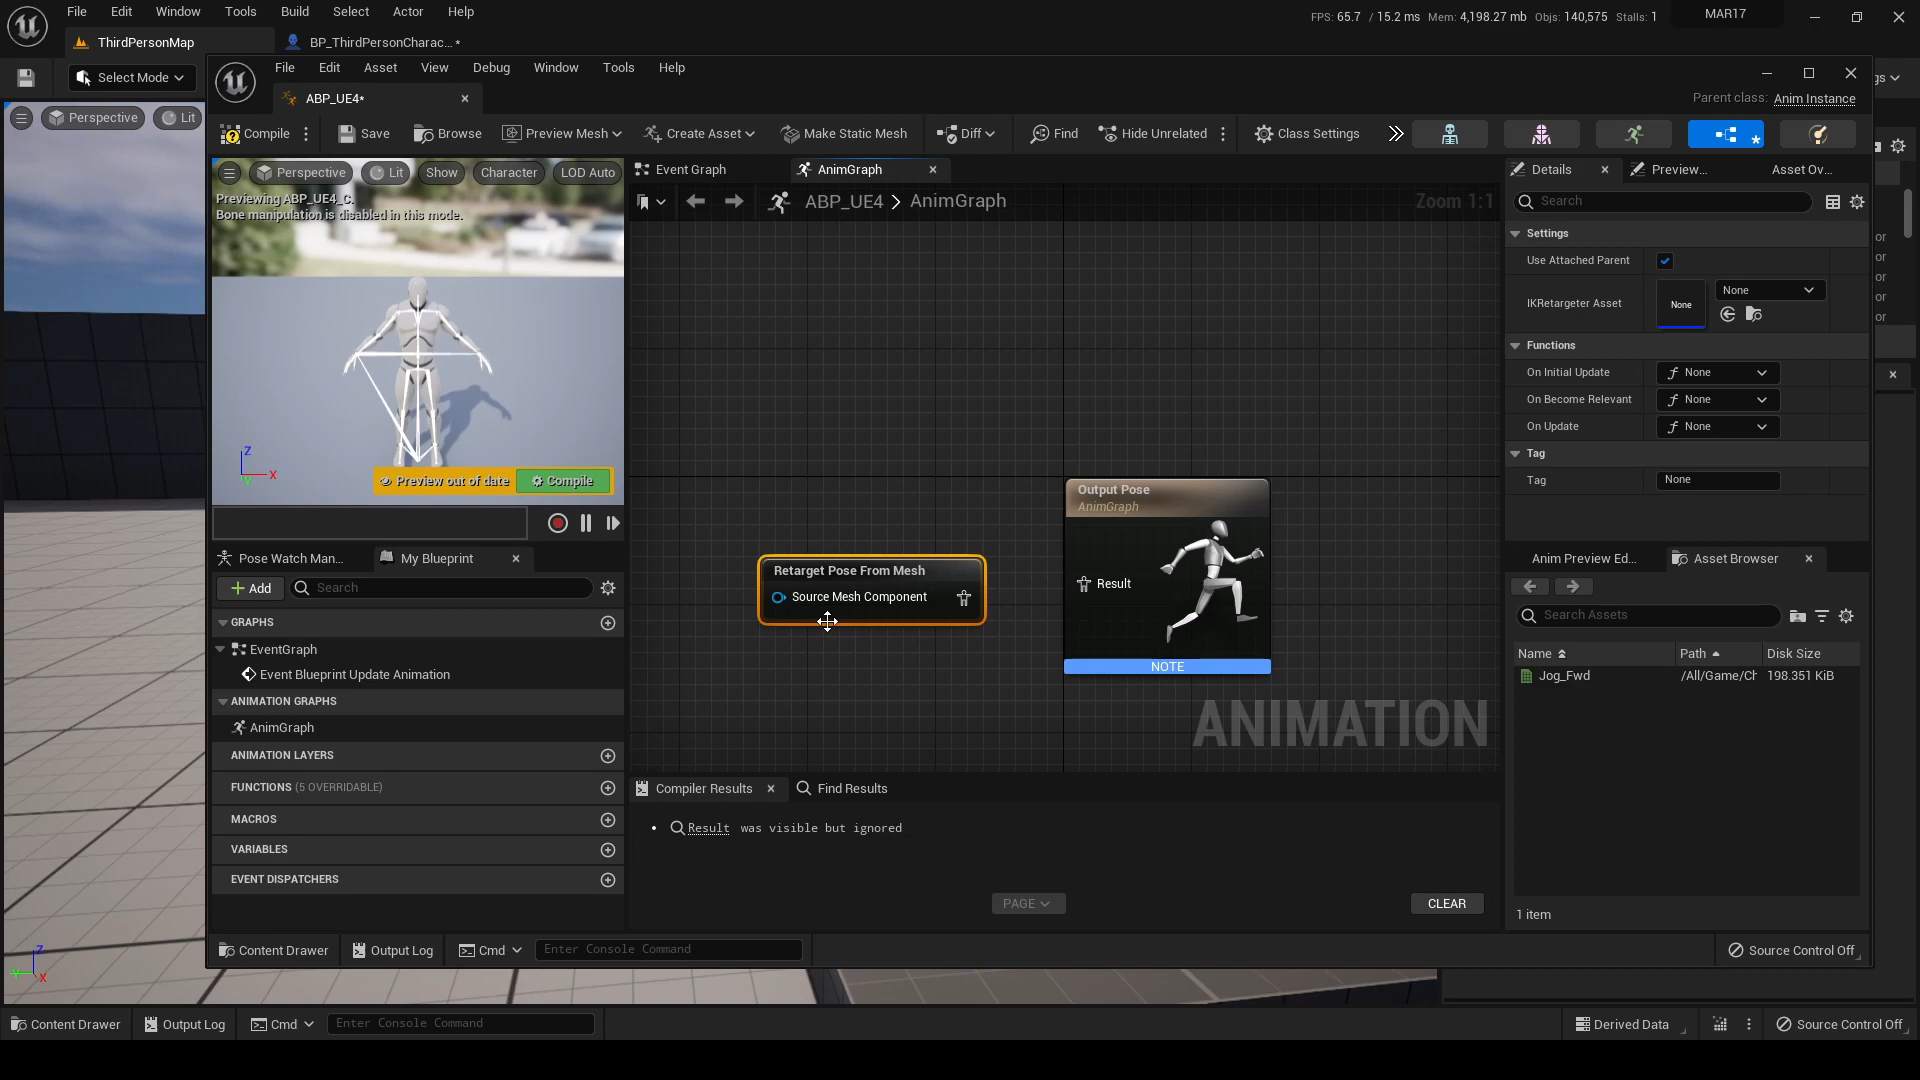 File Edit Window Tools Build Select Actor Help
FPS: 65.7 / 15.2 ms Mem: 4,198.27 mb Objs: 140,575 Stalls: 1
MAR17
ThirdPersonMap
BP_ThirdPersonCharac... *
Select Mode
gs
File Edit Asset View Debug Window Tools Help
ABP_UE4*
Parent class: Anim Instance
Compile
Save
Browse
Preview Mesh
Create Asset
Make Static Mesh
Diff
Find
Hide Unrelated
Class Settings
Perspective
Lit
Perspective
Lit
Show
Character
LOD Auto
Previewing ABP_UE4_C.
Bone manipulation is disabled in this mode.
Z
X
Preview out of date
Compile
Pose Watch Man...
My Blueprint
Add
Search
GRAPHS
EventGraph
Event Blueprint Update Animation
ANIMATION GRAPHS
AnimGraph
ANIMATION LAYERS
FUNCTIONS (5 OVERRIDABLE)
MACROS
VARIABLES
EVENT DISPATCHERS
Event Graph
AnimGraph
ABP_UE4 > AnimGraph
Zoom 1:1
Retarget Pose From Mesh
Source Mesh Component
Output Pose
AnimGraph
Result
NOTE
ANIMATION
Compiler Results
Find Results
Result was visible but ignored
PAGE
CLEAR
Details
Preview...
Asset Ov...
Search
Settings
Use Attached Parent
IKRetargeter Asset
None
None
Functions
On Initial Update
None
On Become Relevant
None
On Update
None
Tag
Tag
None
Anim Preview Ed...
Asset Browser
Search Assets
Name
Path
Disk Size
Jog_Fwd
/All/Game/Ch
198.351 KiB
1 item
or
or
or
or
or
Content Drawer
Output Log
Cmd
Enter Console Command
Source Control Off
Z
X
Content Drawer
Output Log
Cmd
Enter Console Command
Derived Data
Source Control Off